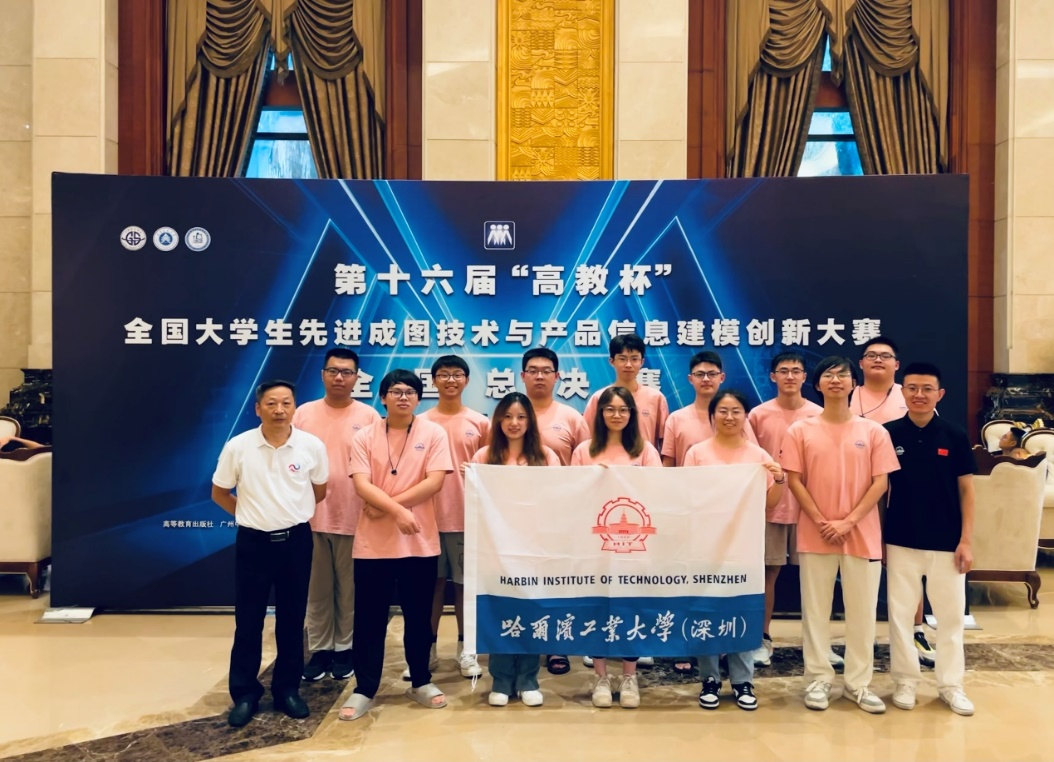 第十六届“高教杯”
全国大学生先进成图技术与产品信息建模创新大赛
全国总决赛
高等教育出版社 广州
HIT
HARBIN INSTITUTE OF TECHNOLOGY, SHENZHEN
哈爾濱工業大學(深圳)